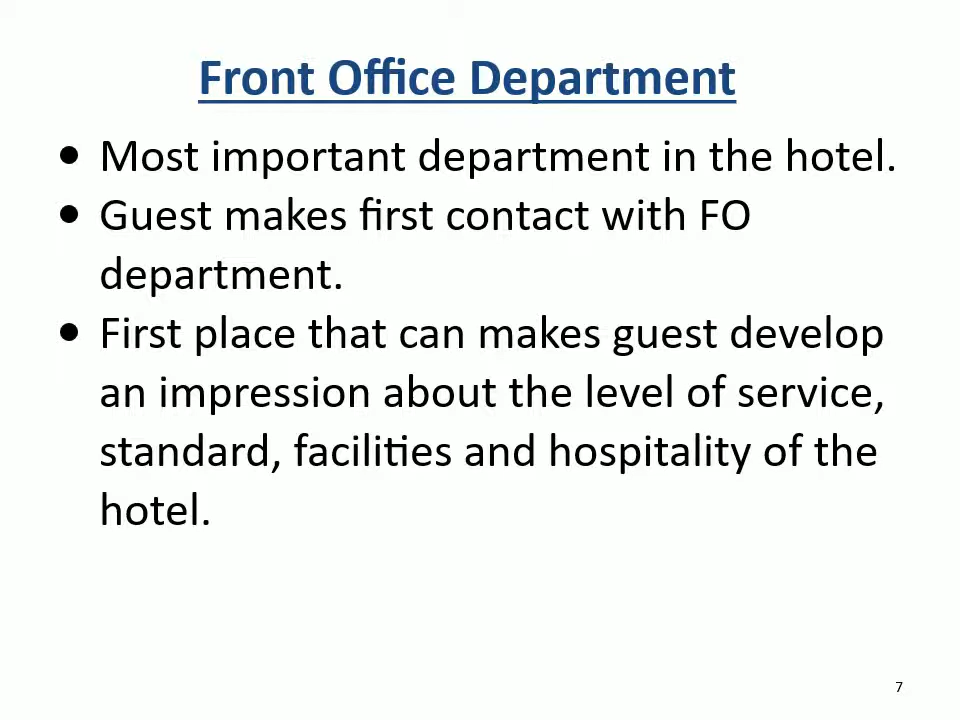 Front Office Department
• Most important department in the hotel.
• Guest makes first contact with FO
department.
• First place that can makes guest develop
an impression about the level of service,
standard, facilities and hospitality of the
hotel.
7